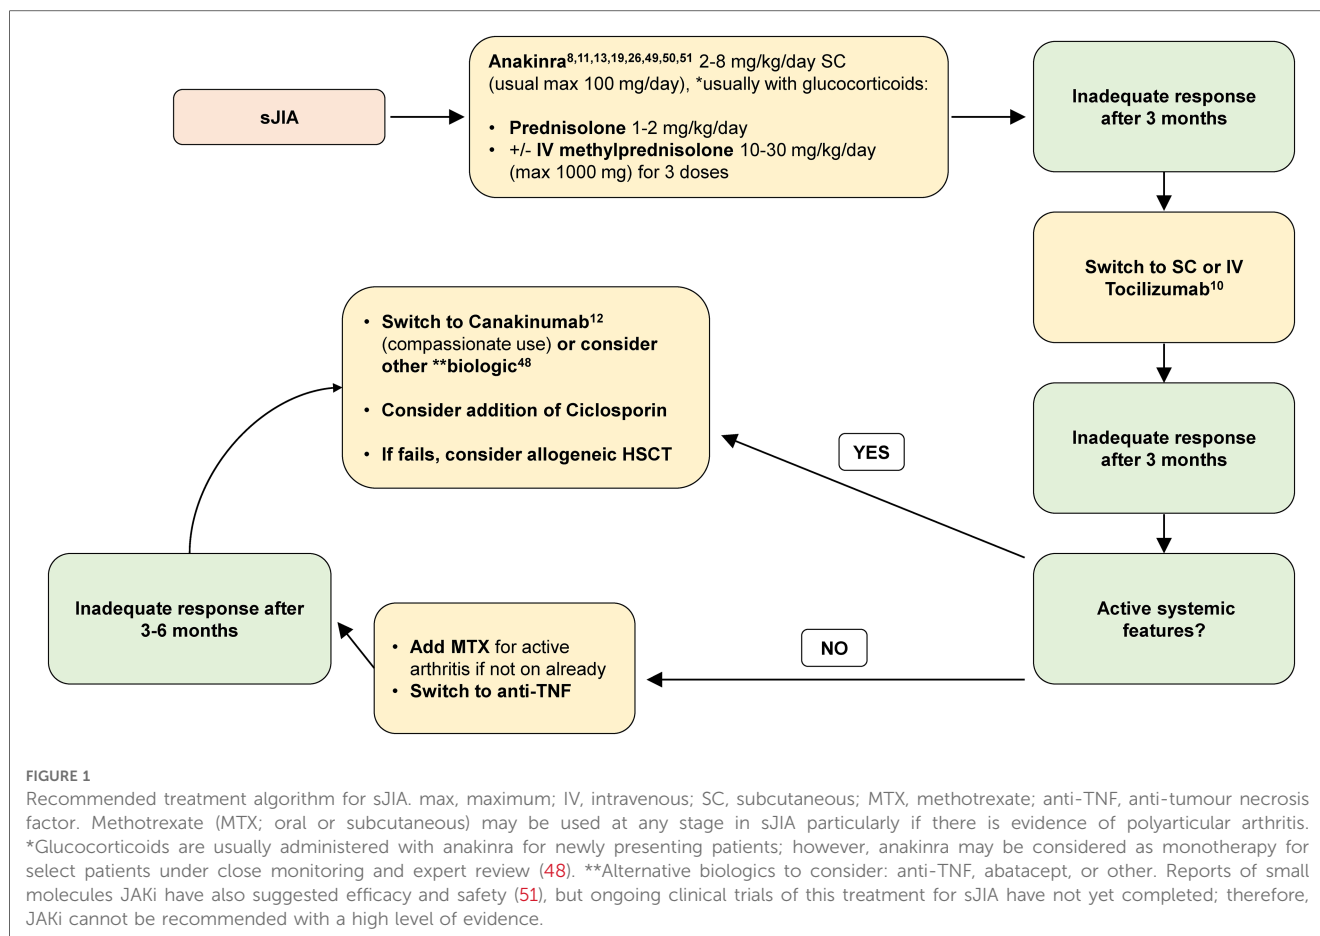 sJIA
Anakinra8,11,13,19,26,49,50,51 2-8 mg/kg/day SC
(usual max 100 mg/day), *usually with glucocorticoids:
• Prednisolone 1-2 mg/kg/day
• +/- IV methylprednisolone 10-30 mg/kg/day
(max 1000 mg) for 3 doses
Inadequate response
after 3 months
Switch to SC or IV
Tocilizumab10
Inadequate response
after 3 months
Active systemic
features?
YES
• Switch to Canakinumab12
(compassionate use) or consider
other **biologic48
• Consider addition of Ciclosporin
• If fails, consider allogeneic HSCT
NO
• Add MTX for active
arthritis if not on already
• Switch to anti-TNF
Inadequate response after
3-6 months
FIGURE 1
Recommended treatment algorithm for sJIA. max, maximum; IV, intravenous; SC, subcutaneous; MTX, methotrexate; anti-TNF, anti-tumour necrosis
factor. Methotrexate (MTX; oral or subcutaneous) may be used at any stage in sJIA particularly if there is evidence of polyarticular arthritis.
*Glucocorticoids are usually administered with anakinra for newly presenting patients; however, anakinra may be considered as monotherapy for
select patients under close monitoring and expert review (48). **Alternative biologics to consider: anti-TNF, abatacept, or other. Reports of small
molecules JAKi have also suggested efficacy and safety (51), but ongoing clinical trials of this treatment for sJIA have not yet completed; therefore,
JAKi cannot be recommended with a high level of evidence.